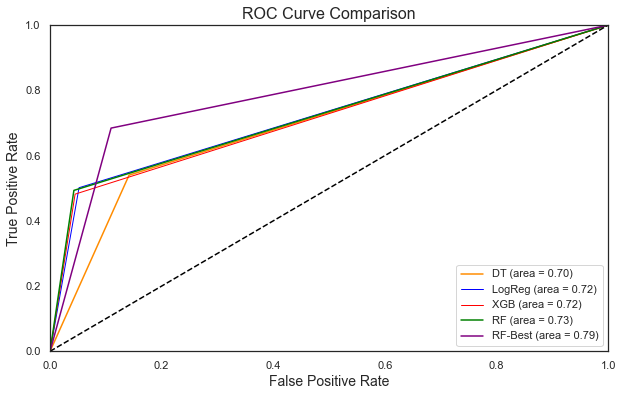 ROC Curve Comparison
True Positive Rate
1.0
0.8
0.6
0.4
0.2
0.0
DT (area = 0.70)
LogReg (area = 0.72)
XGB (area = 0.72)
RF (area = 0.73)
RF-Best (area = 0.79)
0.0 0.2 0.4 0.6 0.8 1.0
False Positive Rate